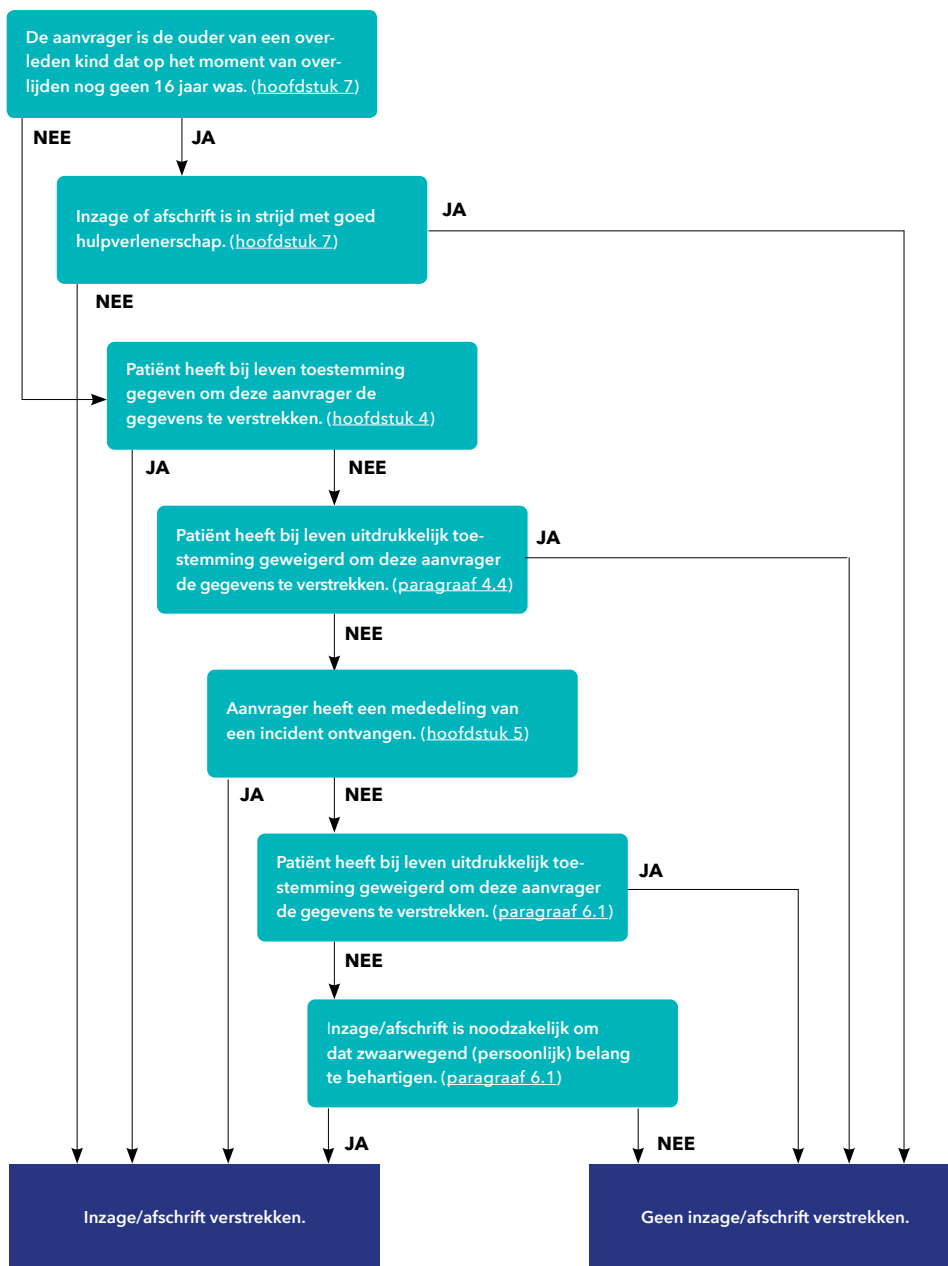 De aanvrager is de ouder van een over-
leden kind dat op het moment van over-
lijden nog geen 16 jaar was. (hoofdstuk 7)
NEE
JA
Inzage of afschrift is in strijd met goed
hulpverlenerschap. (hoofdstuk 7)
JA
NEE
Patiënt heeft bij leven toestemming
gegeven om deze aanvrager de
gegevens te verstrekken. (hoofdstuk 4)
JA
NEE
Patiënt heeft bij leven uitdrukkelijk toe-
stemming geweigerd om deze aanvrager
de gegevens te verstrekken. (paragraaf 4.4)
JA
NEE
Aanvrager heeft een mededeling van
een incident ontvangen. (hoofdstuk 5)
JA
NEE
Patiënt heeft bij leven uitdrukkelijk toe-
stemming geweigerd om deze aanvrager
de gegevens te verstrekken. (paragraaf 6.1)
JA
NEE
Inzage/afschrift is noodzakelijk om
dat zwaarwegend (persoonlijk) belang
te behartigen. (paragraaf 6.1)
JA
NEE
Inzage/afschrift verstrekken.
Geen inzage/afschrift verstrekken.